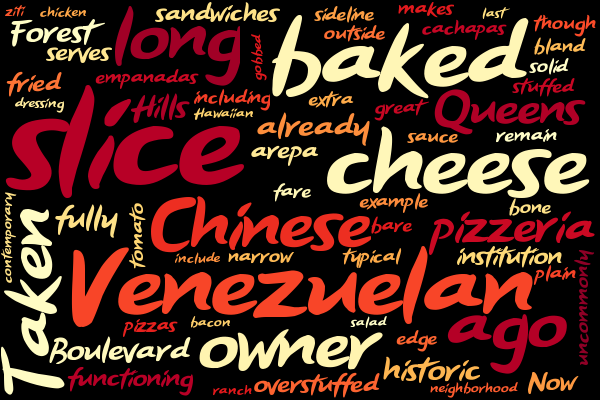 ziti
chicken
sandwiches
sideline
makes
last
Forest
long
outside
cachapas
though
serves
gobbed
baked
bland
solid
fried
empanadas
stuffed
dressing
slice
Hills
including
extra
great
Queens
Hawaiian
already
sauce
remain
arepa
cheese
fare
example
bone
contemporary
Taken
fully
tomato
Chinese
bare
pizzeria
include
narrow
typical
institution
Venezuelan
plain
uncommonly
pizzas
bacon
salad
ago
Boulevard
owner
edge
historic
functioning
ranch
overstuffed
neighborhood
Now